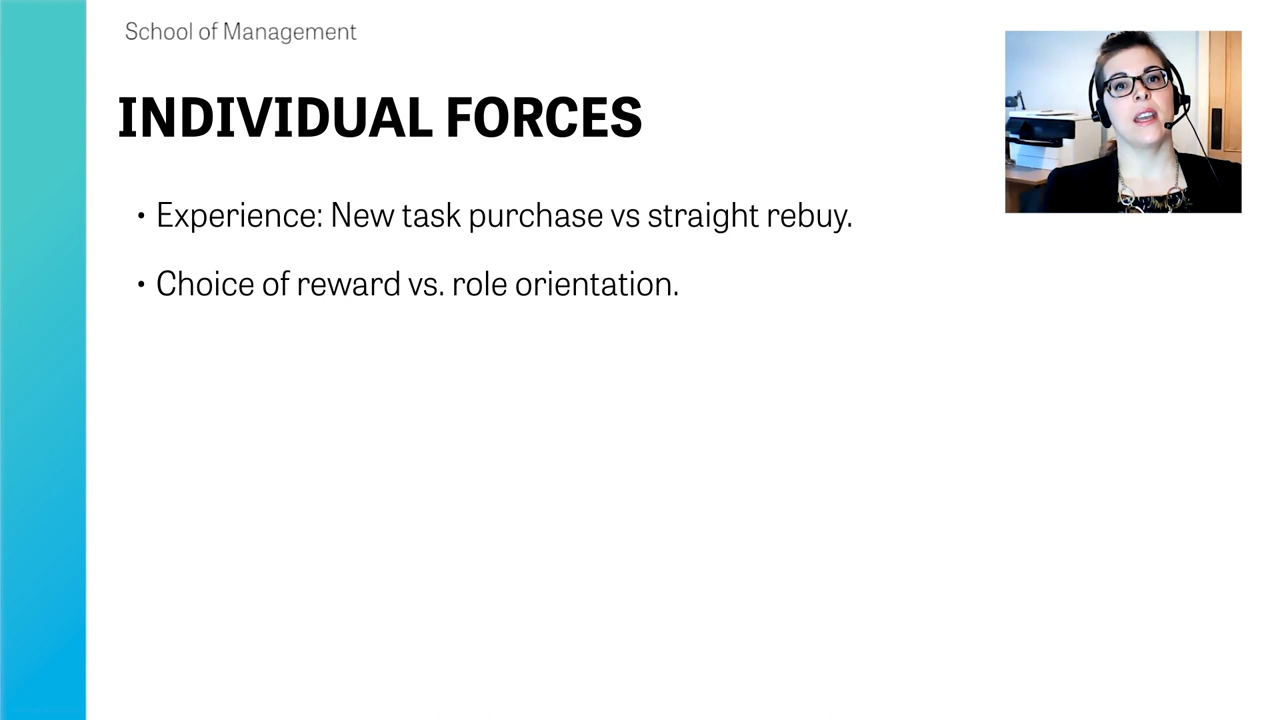 School of Management
INDIVIDUAL FORCES
• Experience: New task purchase vs straight rebuy.
• Choice of reward vs. role orientation.